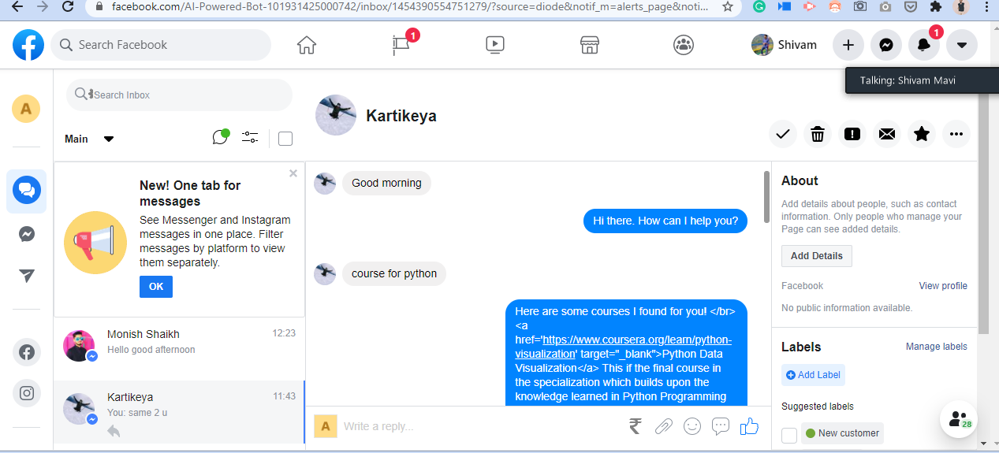 facebook.com/AI-Powered-Bot-101931425000742/inbox/1454390554751279/?source=diode&notif_m=alerts_page&noti...
Search Facebook
1
Shivam
1
Talking: Shivam Mavi
A
Search Inbox
Main
Kartikeya
New! One tab for
messages
See Messenger and Instagram
messages in one place. Filter
messages by platform to view
them separately.
OK
Monish Shaikh
12:23
Hello good afternoon
Kartikeya
11:43
You: same 2 u
Good morning
Hi there. How can I help you?
course for python
Here are some courses I found for you! </br>
<a
href='https://www.coursera.org/learn/python-
visualization' target="_blank">Python Data
Visualization</a> This if the final course in
the specialization which builds upon the
knowledge learned in Python Programming
A
Write a reply...
₹
About
Add details about people, such as contact
information. Only people who manage your
Page can see added details.
Add Details
Facebook
View profile
No public information available.
Labels
Manage labels
Add Label
Suggested labels
New customer
28